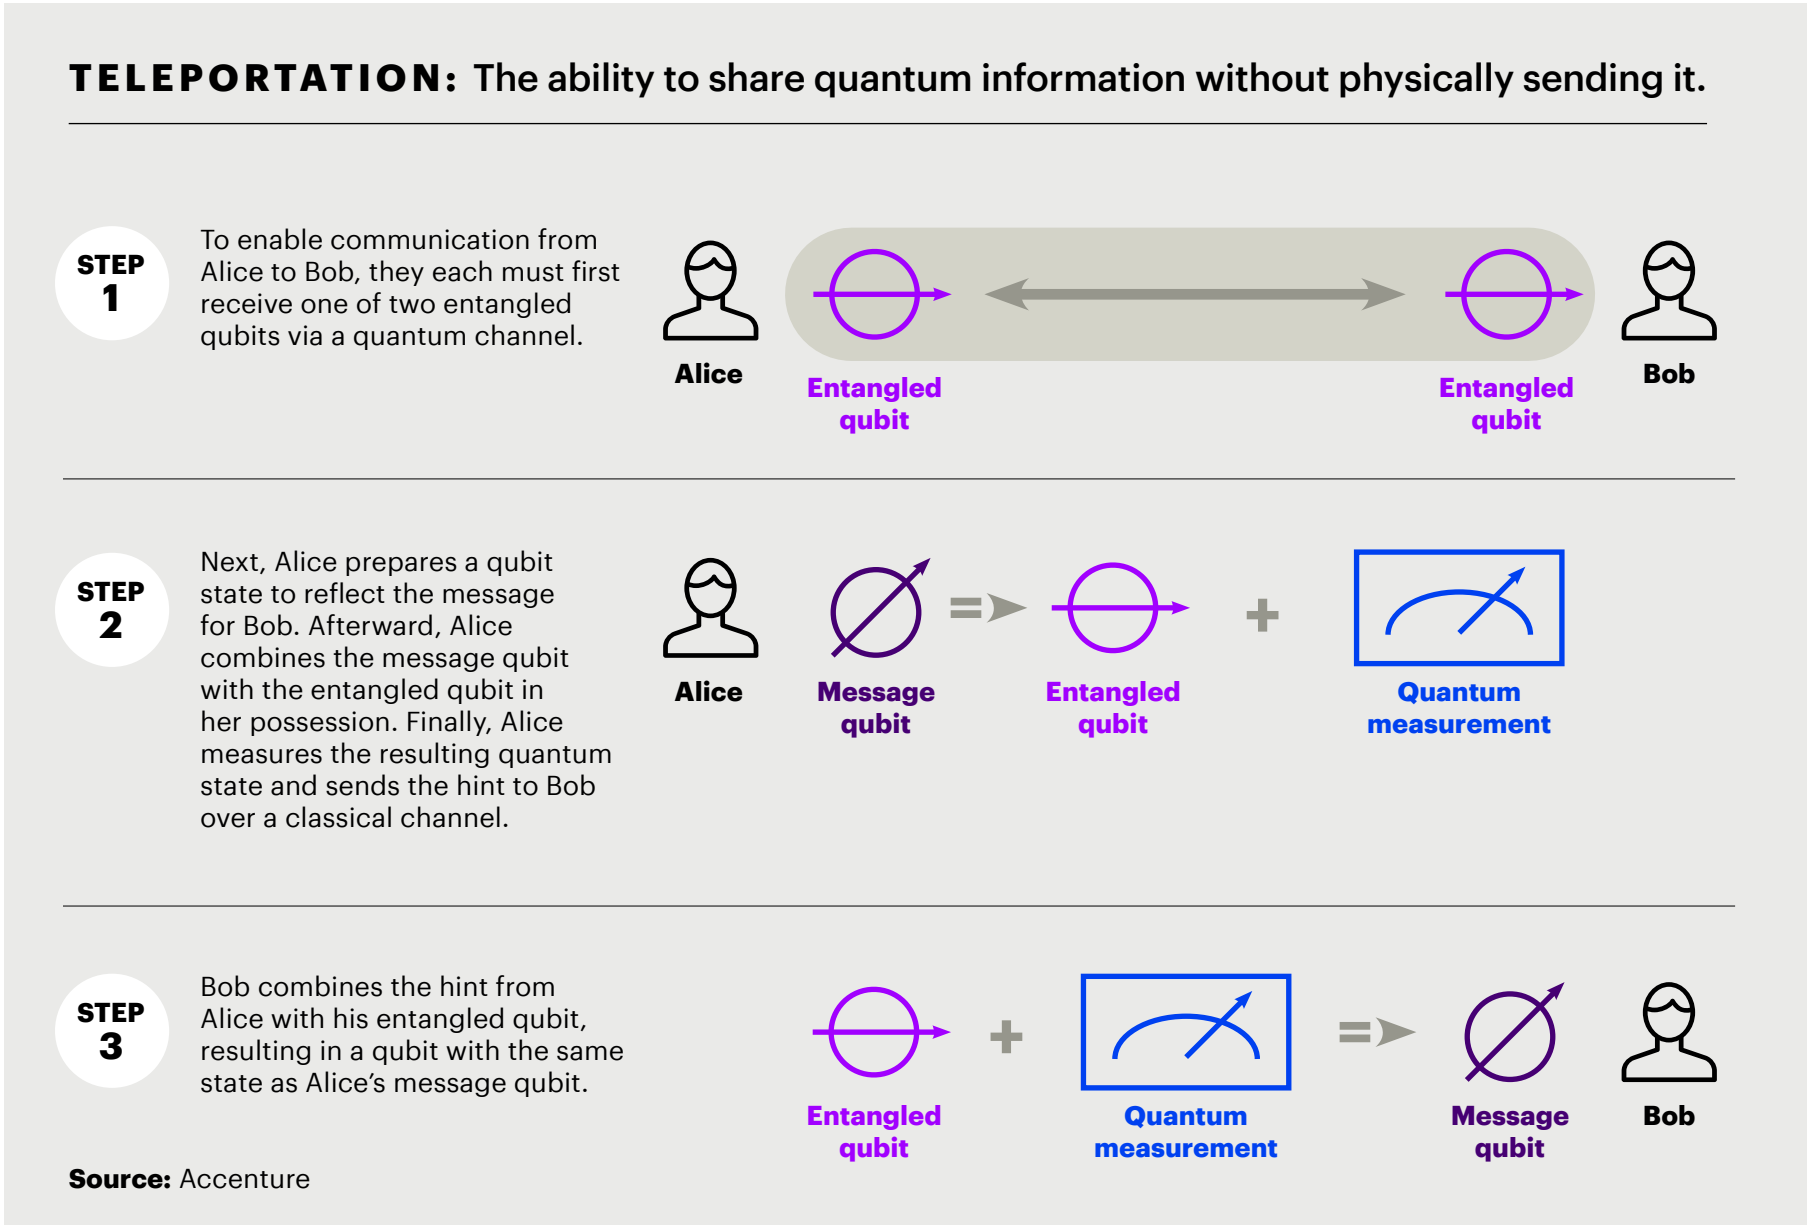 TELEPORTATION: The ability to share quantum information without physically sending it.
STEP
1
To enable communication from
Alice to Bob, they each must first
receive one of two entangled
qubits via a quantum channel.
Alice
Entangled
qubit
Entangled
qubit
Bob
STEP
2
Next, Alice prepares a qubit
state to reflect the message
for Bob. Afterward, Alice
combines the message qubit
with the entangled qubit in
her possession. Finally, Alice
measures the resulting quantum
state and sends the hint to Bob
over a classical channel.
Alice
Message
qubit
Entangled
qubit
Quantum
measurement
STEP
3
Bob combines the hint from
Alice with his entangled qubit,
resulting in a qubit with the same
state as Alice’s message qubit.
Entangled
qubit
Quantum
measurement
Message
qubit
Bob
Source: Accenture